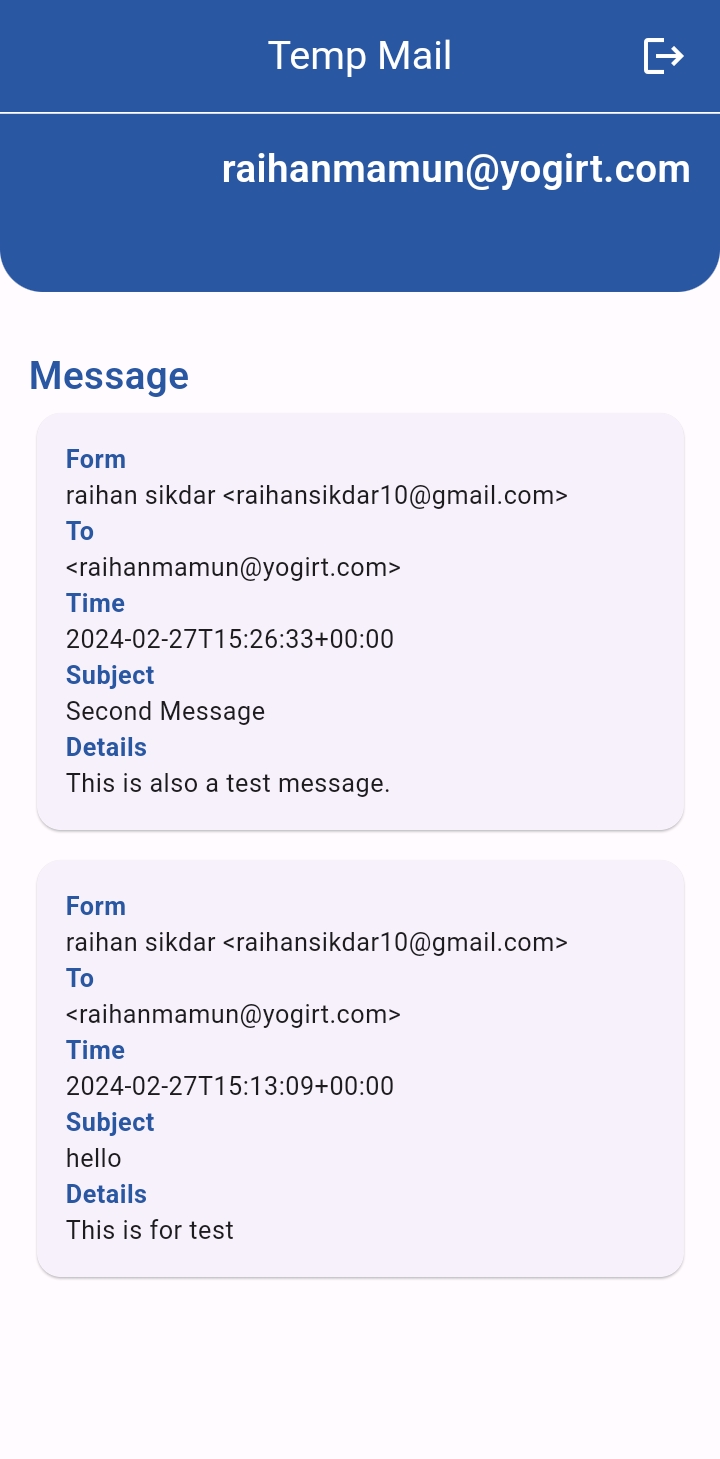 Temp Mail
raihanmamun@yogirt.com
Message
Form
raihan sikdar <raihansikdar10@gmail.com>
To
<raihanmamun@yogirt.com>
Time
2024-02-27T15:26:33+00:00
Subject
Second Message
Details
This is also a test message.
Form
raihan sikdar <raihansikdar10@gmail.com>
To
<raihanmamun@yogirt.com>
Time
2024-02-27T15:13:09+00:00
Subject
hello
Details
This is for test